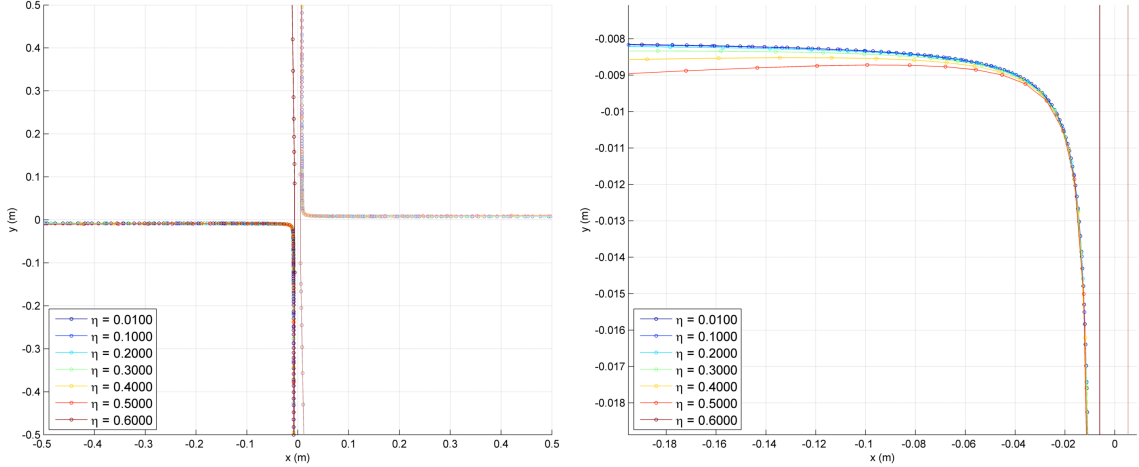 0.5
0.4
0.3
0.2
0.1
0
-0.1
-0.2
-0.3
-0.4
-0.5
y (m)
η = 0.0100
η = 0.1000
η = 0.2000
η = 0.3000
η = 0.4000
η = 0.5000
η = 0.6000
-0.5 -0.4 -0.3 -0.2 -0.1 0 0.1 0.2 0.3 0.4 0.5
x (m)
-0.008
-0.009
-0.01
-0.011
-0.012
-0.013
-0.014
-0.015
-0.016
-0.017
-0.018
y (m)
η = 0.0100
η = 0.1000
η = 0.2000
η = 0.3000
η = 0.4000
η = 0.5000
η = 0.6000
-0.18 -0.16 -0.14 -0.12 -0.1 -0.08 -0.06 -0.04 -0.02 0
x (m)